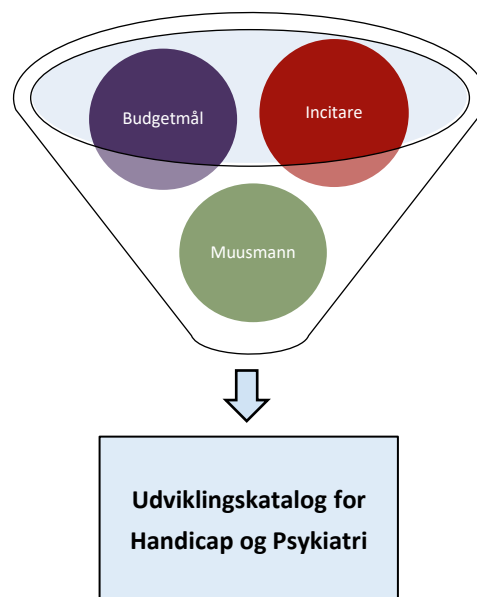 Budgetmål
Incitare
Muusmann
Udviklingskatalog for
Handicap og Psykiatri